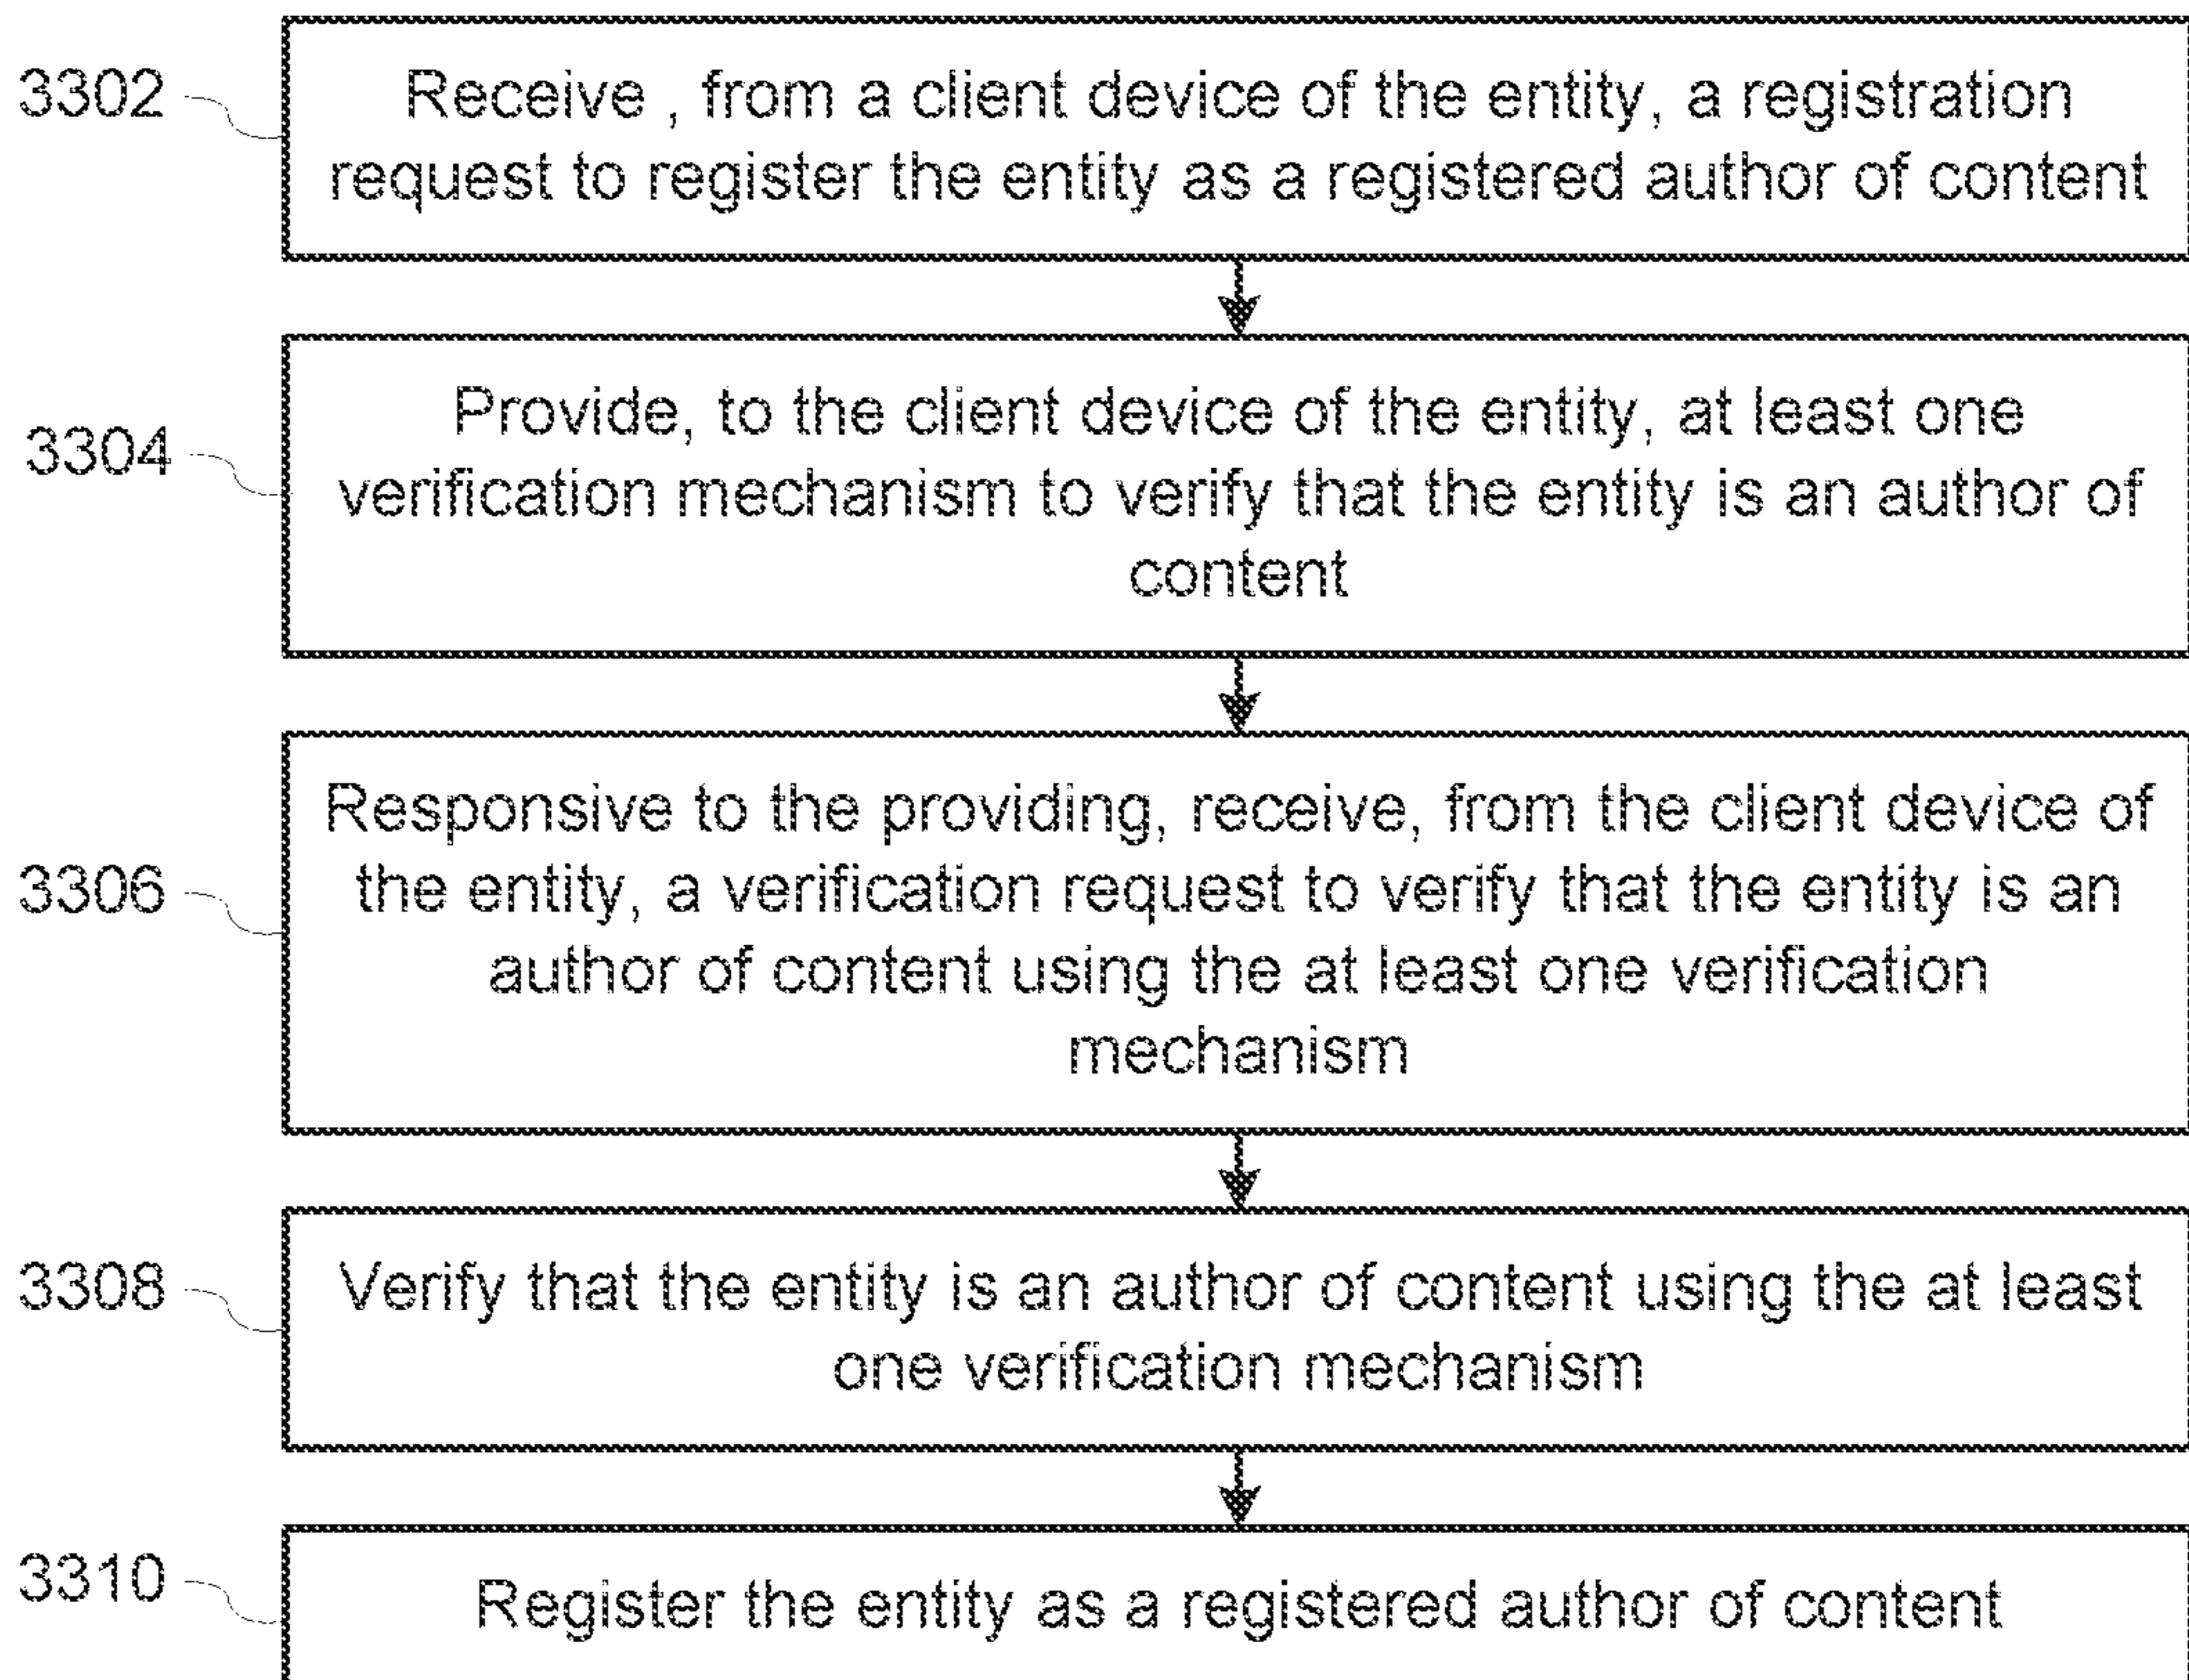 3302
Receive , from a client device of the entity, a registration
request to register the entity as a registered author of content
3304
Provide, to the client device of the entity, at least one
verification mechanism to verify that the entity is an author of
content
3306
Responsive to the providing, receive, from the client device of
the entity, a verification request to verify that the entity is an
author of content using the at least one verification
mechanism
3308
Verify that the entity is an author of content using the at least
one verification mechanism
3310
Register the entity as a registered author of content